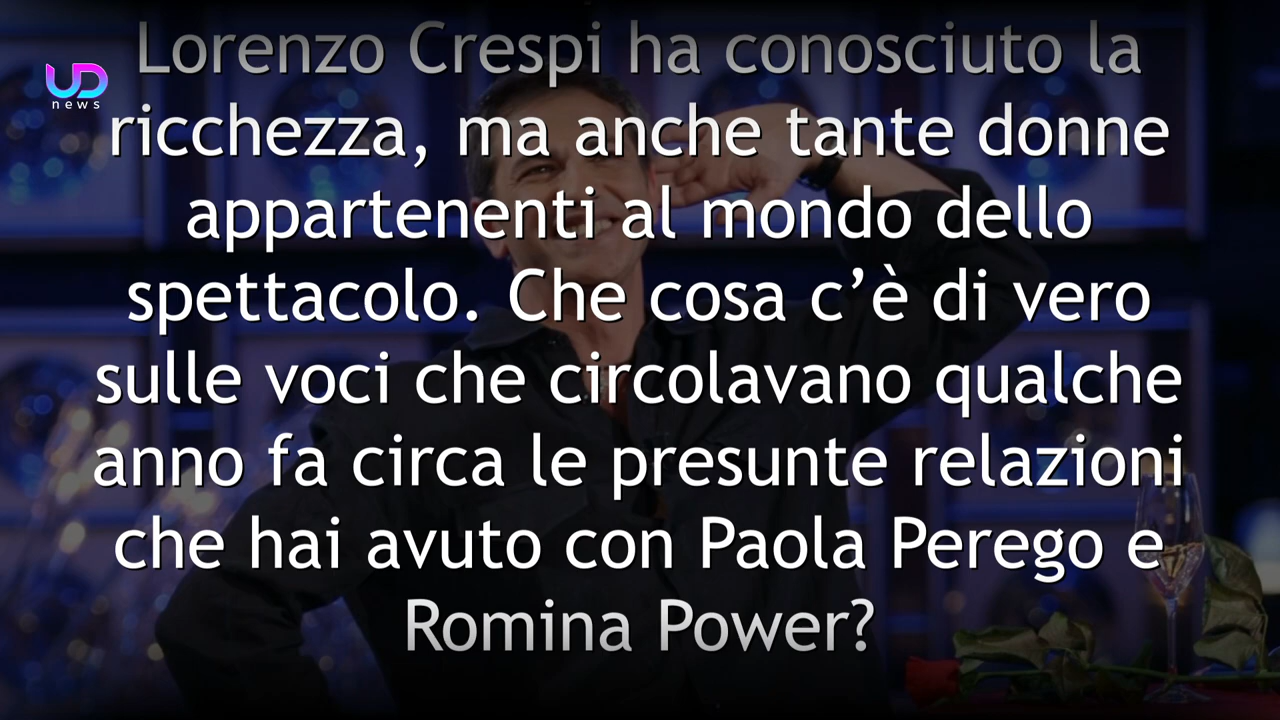 Lorenzo Crespi ha conosciuto la
UD
news
ricchezza, ma anche tante donne
appartenenti al mondo dello
spettacolo. Che cosa c’è di vero
sulle voci che circolavano qualche
anno fa circa le presunte relazioni
che hai avuto con Paola Perego e
Romina Power?